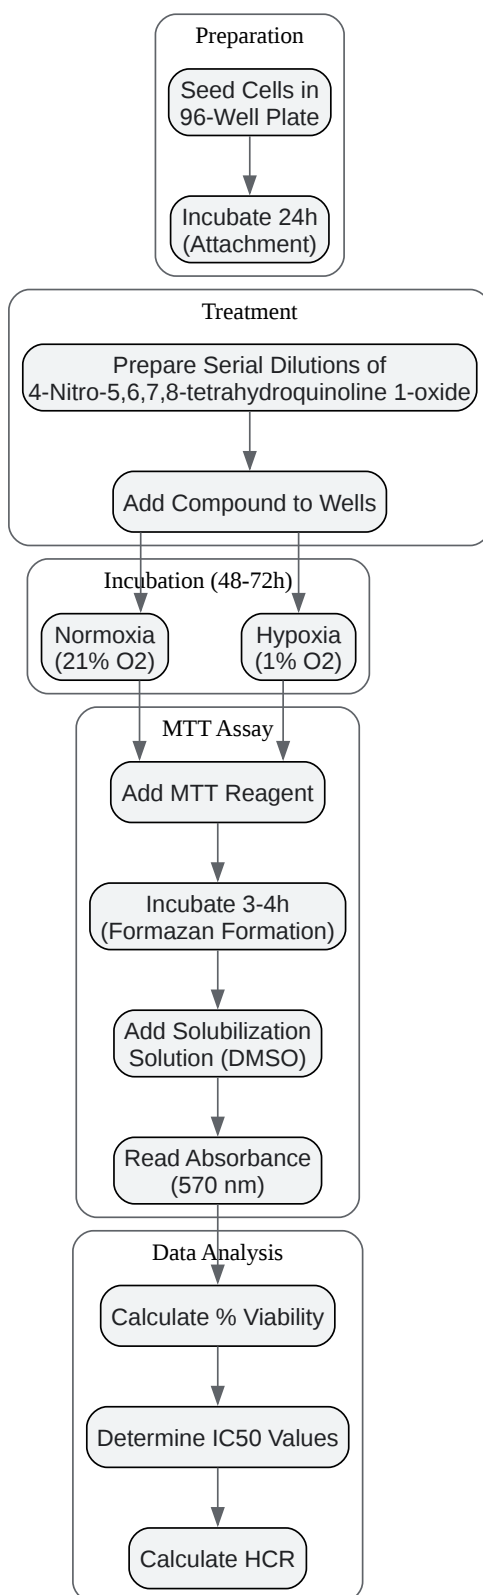 Preparation
Seed Cells in
96-Well Plate
Incubate 24h
(Attachment)
Treatment
Prepare Serial Dilutions of
4-Nitro-5,6,7,8-tetrahydroquinoline 1-oxide
Add Compound to Wells
Incubation (48-72h)
Normoxia
(21% O2)
Hypoxia
(1% O2)
MTT Assay
Add MTT Reagent
Incubate 3-4h
(Formazan Formation)
Add Solubilization
Solution (DMSO)
Read Absorbance
(570 nm)
Data Analysis
Calculate % Viability
Determine IC50 Values
Calculate HCR